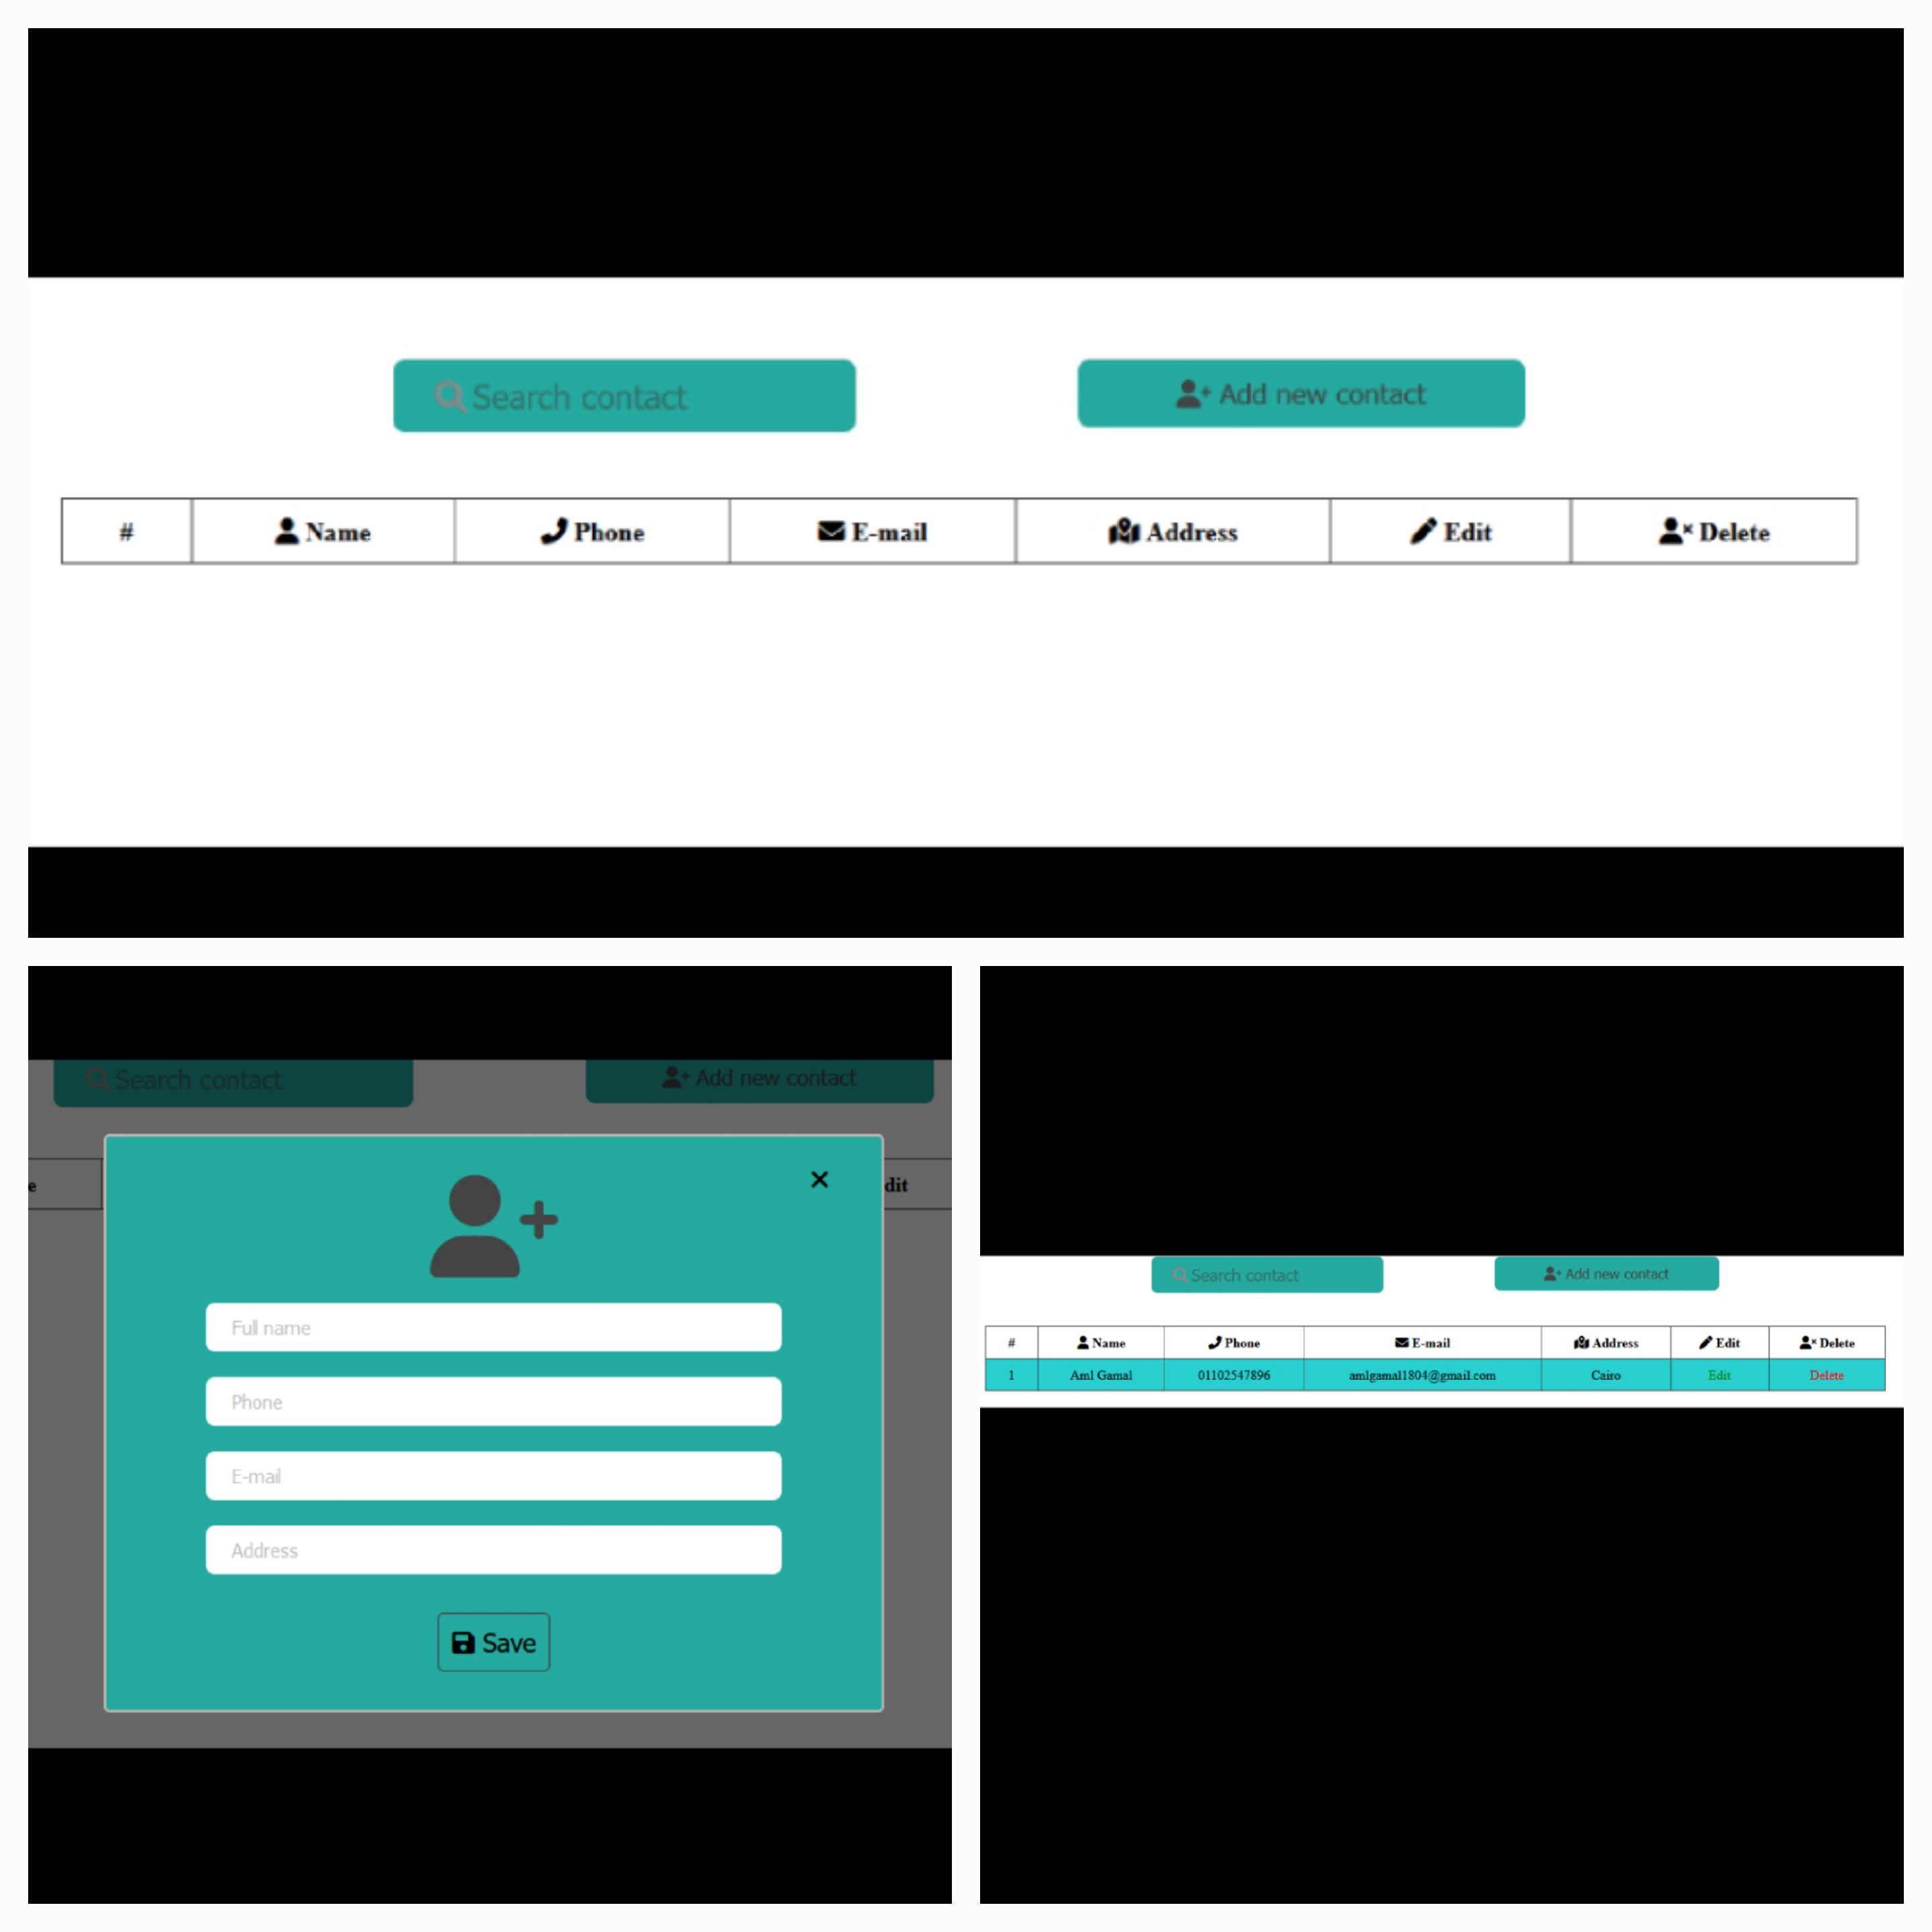 Search contact
Add new contact
# Name Phone E-mail Address Edit Delete
Search contact
Add new contact
e dit
Full name
Phone
E-mail
Address
Save
Search contact
Add new contact
# Name Phone E-mail Address Edit Delete
1 Aml Gamal 01102547896 amlgamal1804@gmail.com Cairo Edit Delete